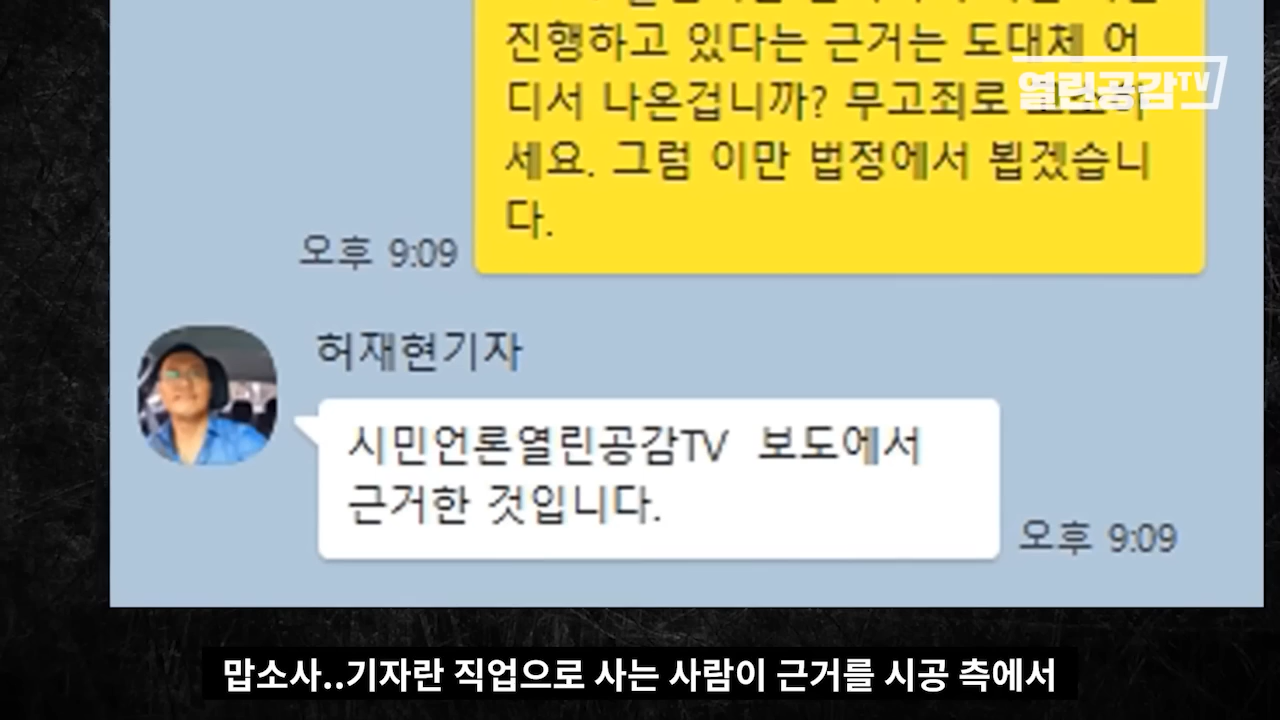 진행하고 있다는 근거는 도대체 어
열린공감TV
디서 나온겁니까? 무고죄로
세요. 그럼 이만 법정에서 뵙겠습니
다.
오후 9:09
허재현기자
시민언론열린공감TV 보도에서
근거한 것입니다.
오후 9:09
맙소사..기자란 직업으로 사는 사람이 근거를 시공 측에서